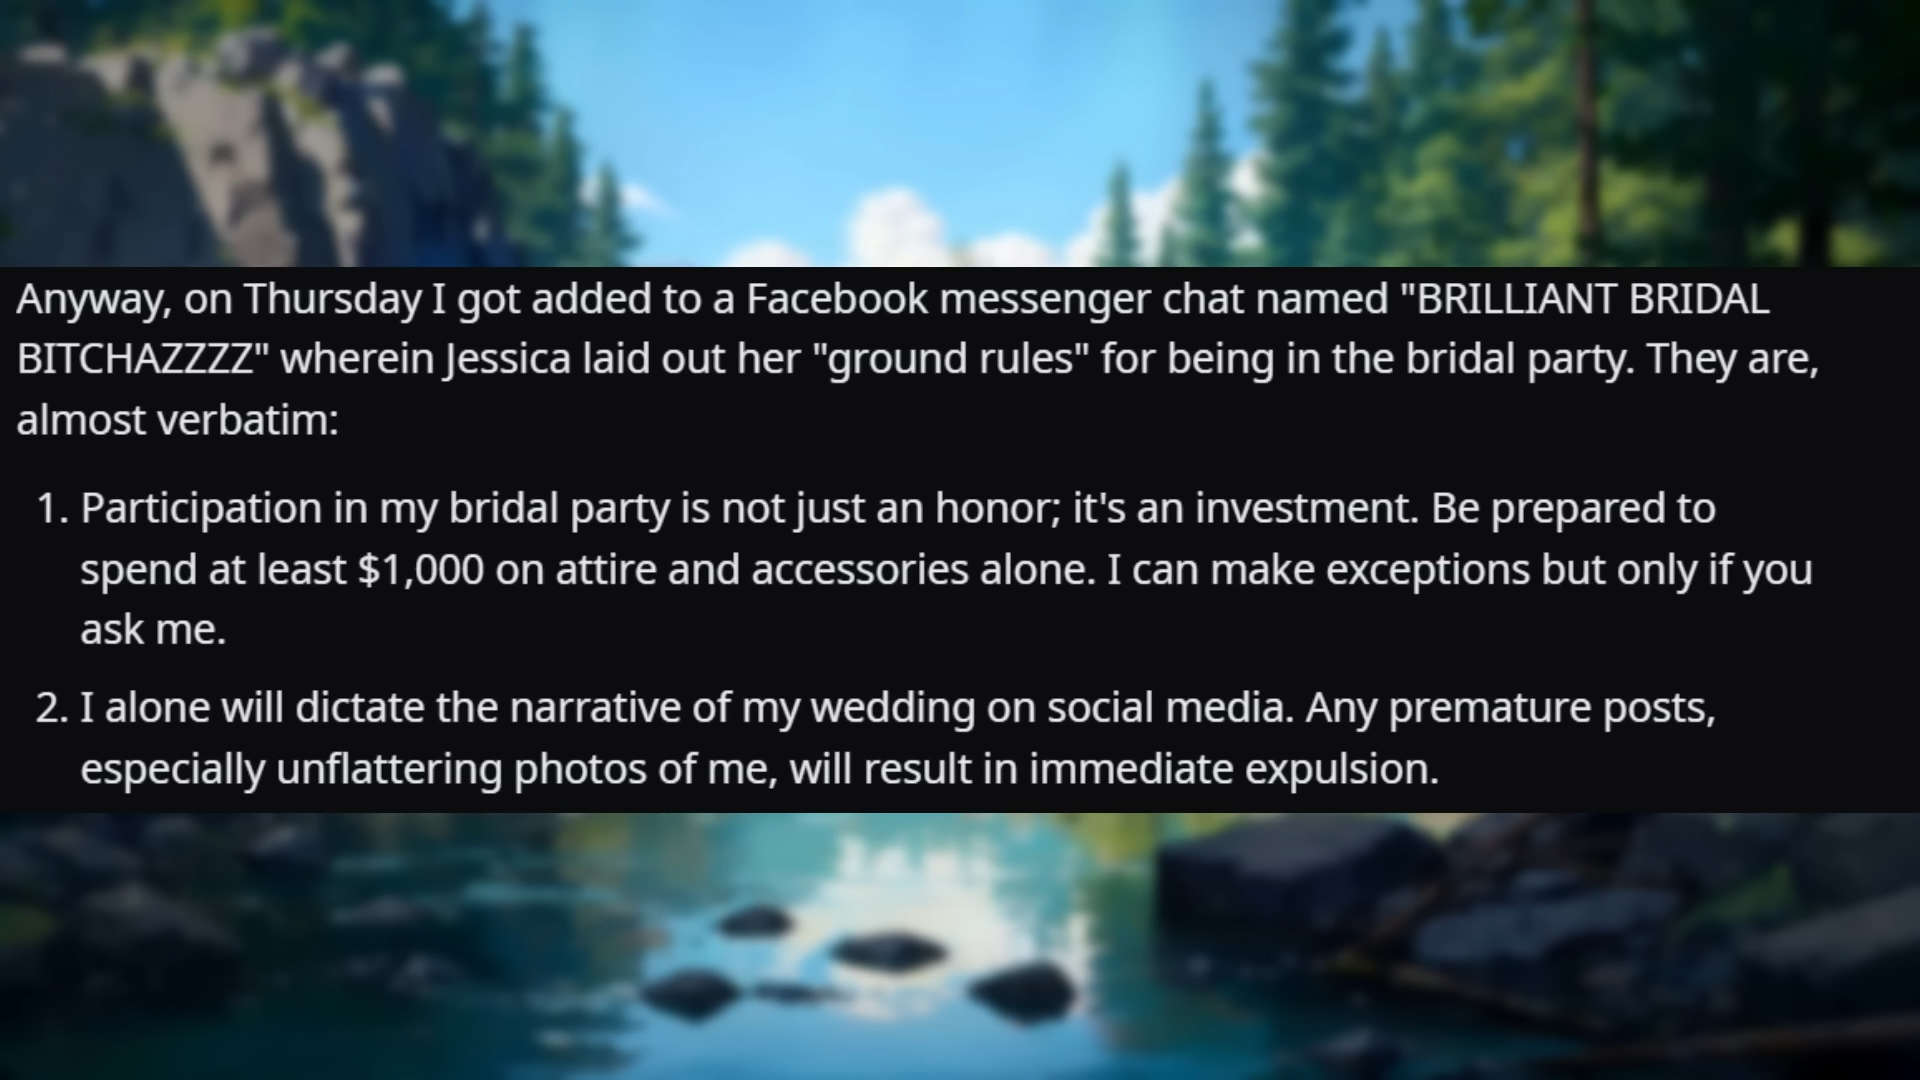 Anyway, on Thursday I got added to a Facebook messenger chat named "BRILLIANT BRIDAL
BITCHAZZZZ" wherein Jessica laid out her "ground rules" for being in the bridal party. They are,
almost verbatim:
1. Participation in my bridal party is not just an honor; it's an investment. Be prepared to
spend at least $1,000 on attire and accessories alone. I can make exceptions but only if you
ask me.
2. I alone will dictate the narrative of my wedding on social media. Any premature posts,
especially unflattering photos of me, will result in immediate expulsion.